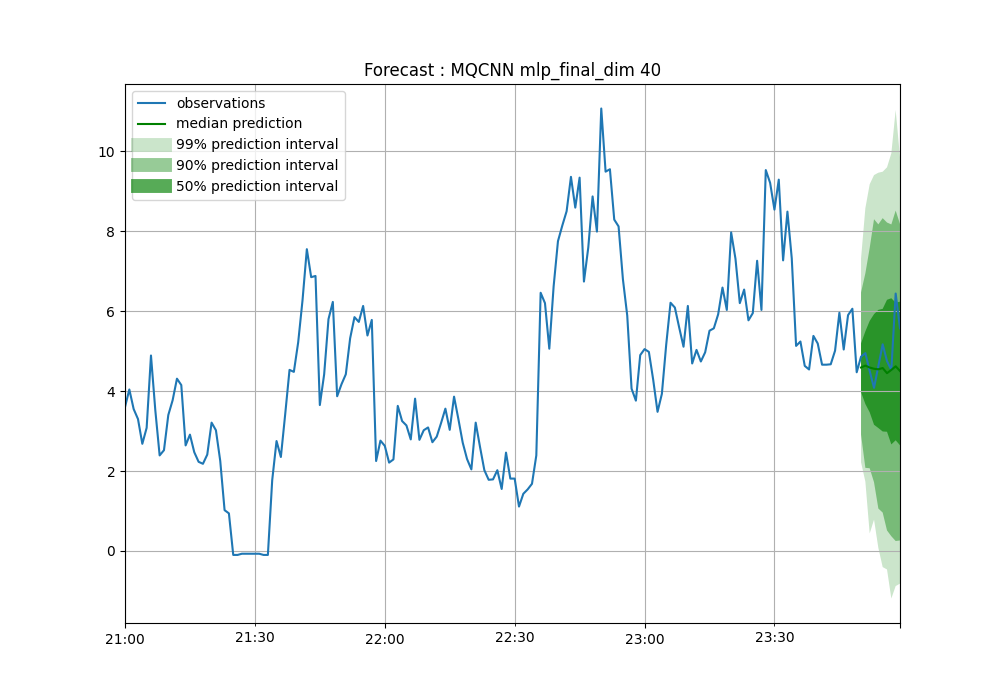 Forecast : MQCNN mlp_final_dim 40
observations
median prediction
99% prediction interval
90% prediction interval
50% prediction interval
10
8
6
4
2
0
21:00 21:30 22:00 22:30 23:00 23:30